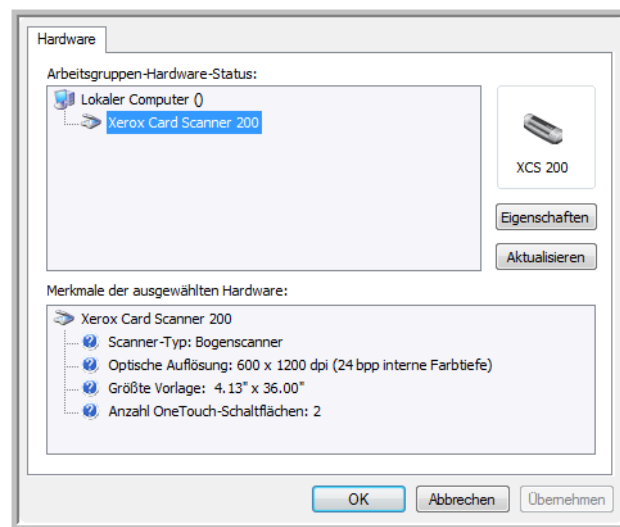 Hardware
Arbeitsgruppen-Hardware-Status:
Lokaler Computer ()
Xerox Card Scanner 200
XCS 200
Eigenschaften
Aktualisieren
Merkmale der ausgewählten Hardware:
Xerox Card Scanner 200
Scanner-Typ: Bogenscanner
Optische Auflösung: 600 x 1200 dpi (24 bpp interne Farbtiefe)
Größte Vorlage: 4.13" x 36.00"
Anzahl OneTouch-Schaltflächen: 2
OK Abbrechen Übernehmen